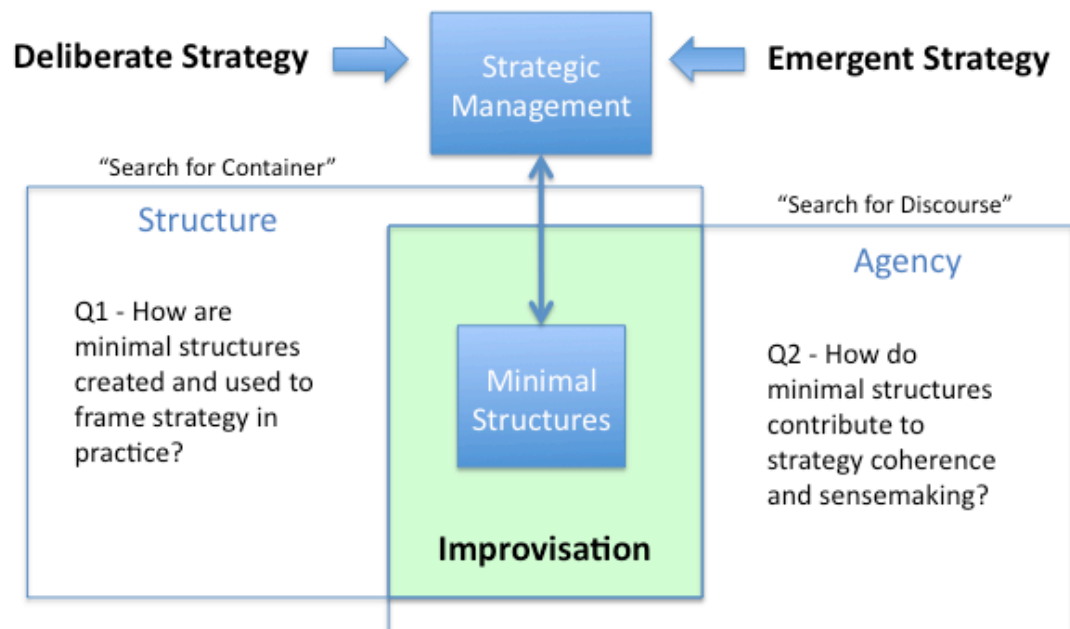 Deliberate Strategy
Strategic
Management
Emergent Strategy
“Search for Container”
Structure
“Search for Discourse”
Agency
Q1 - How are
minimal structures
created and used to
frame strategy in
practice?
Minimal
Structures
Q2 - How do
minimal structures
contribute to
strategy coherence
and sensemaking?
Improvisation